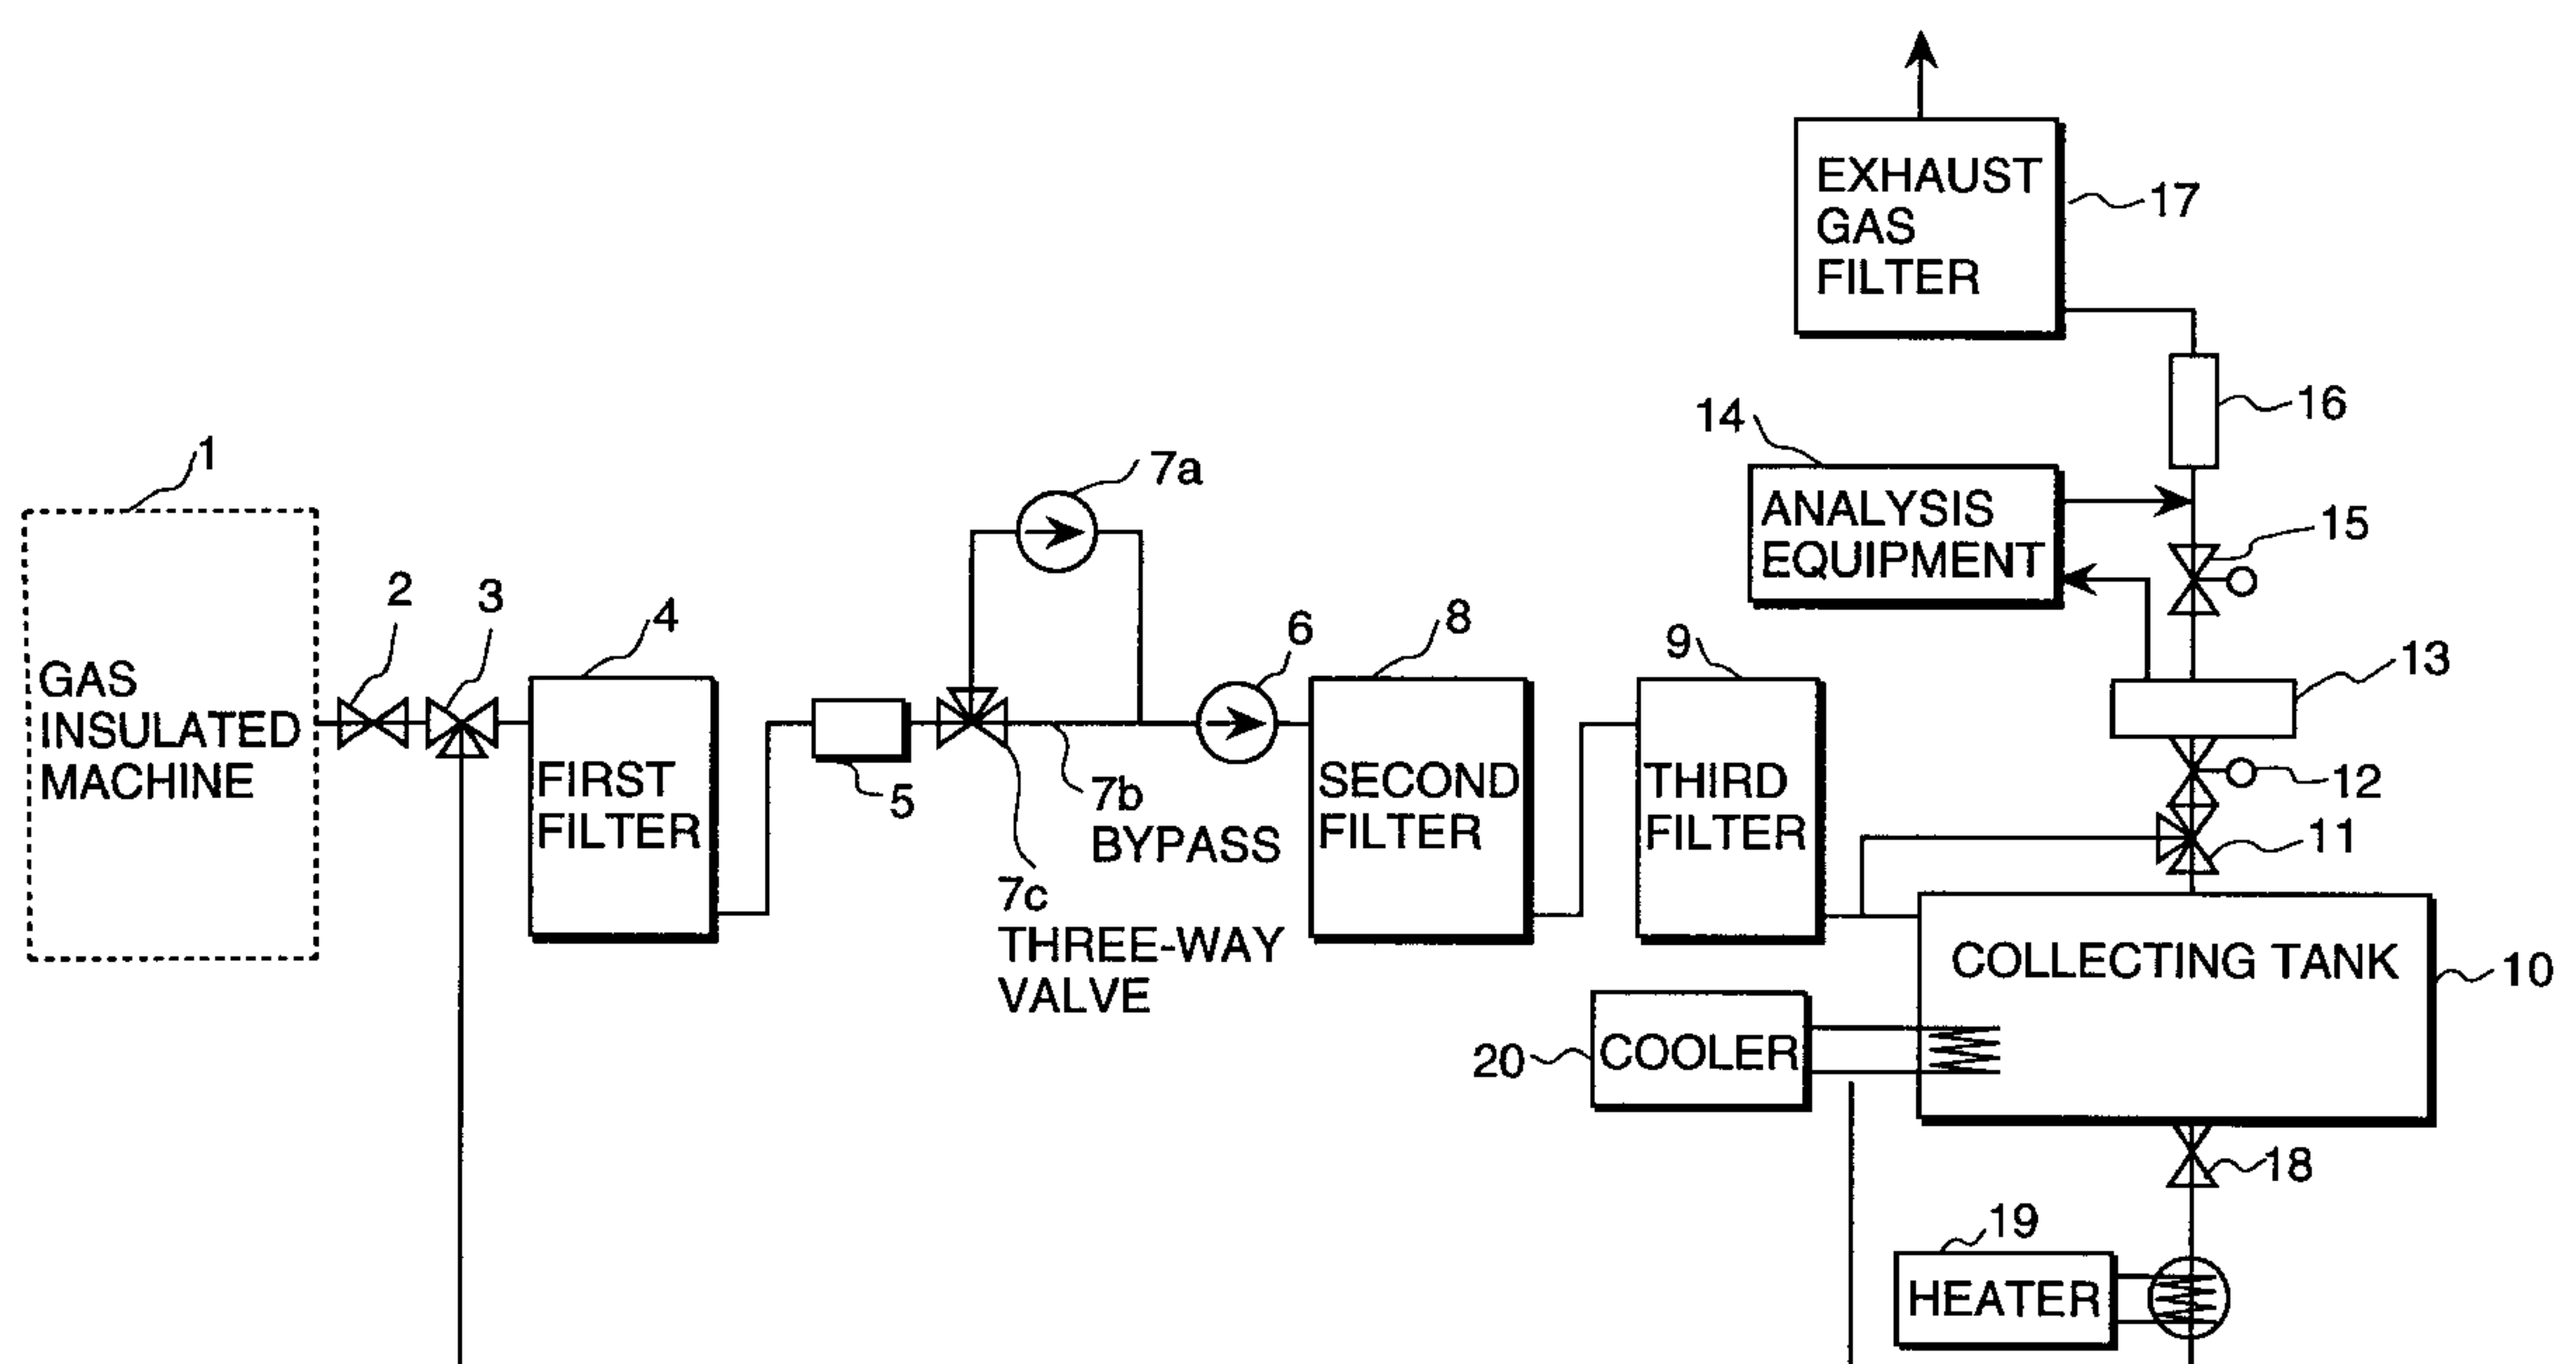 EXHAUST
GAS
FILTER
17
16
14
ANALYSIS
EQUIPMENT
15
1
7a
GAS
INSULATED
MACHINE
2
3
4
FIRST
FILTER
5
7b
BYPASS
7c
THREE-WAY
VALVE
6
8
SECOND
FILTER
9
THIRD
FILTER
13
12
11
COLLECTING TANK
10
20
COOLER
18
19
HEATER